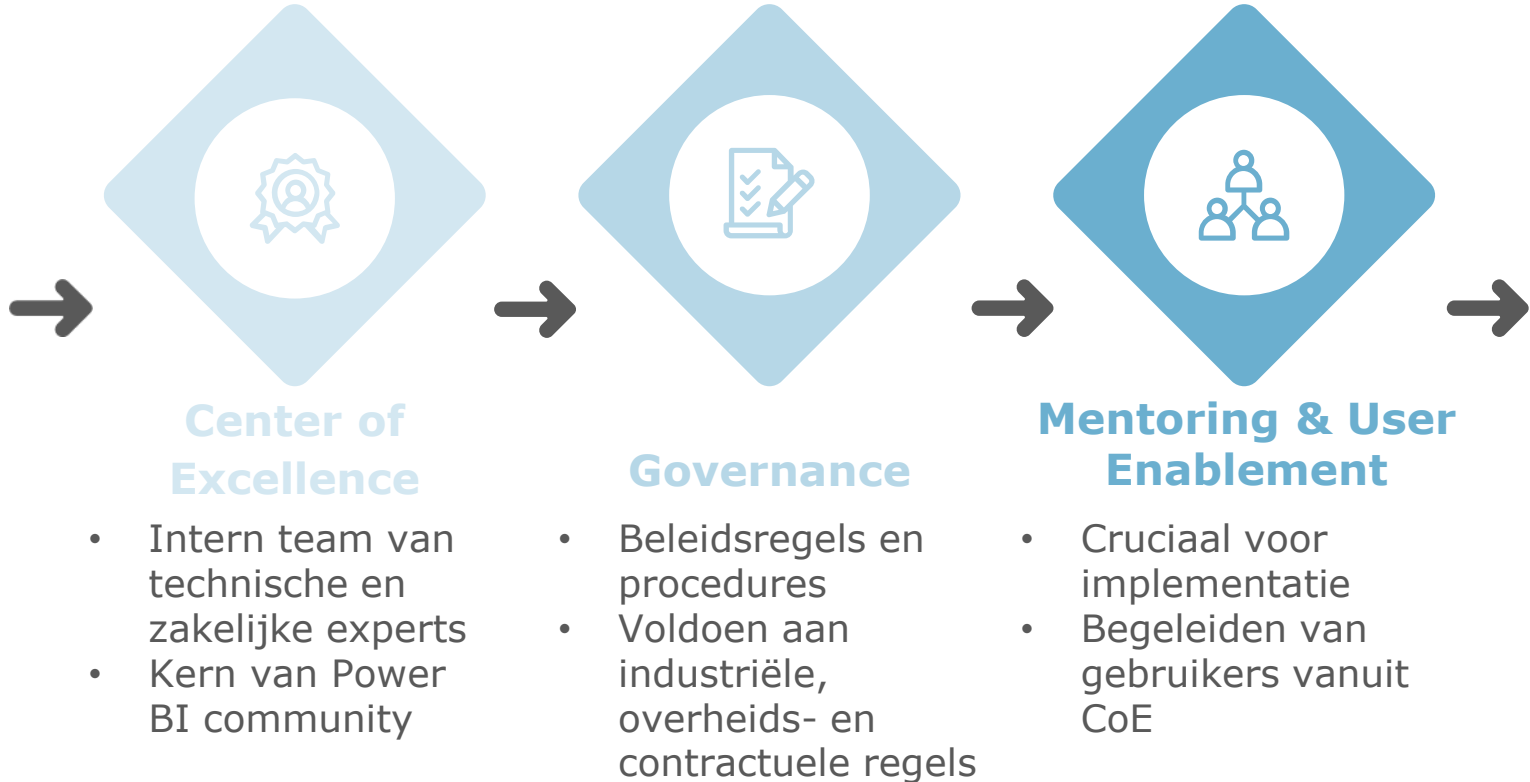 Center of
Excellence
• Intern team van
technische en
zakelijke experts
• Kern van Power
BI community
Governance
• Beleidsregels en
procedures
• Voldoen aan
industriële,
overheids- en
contractuele regels
Mentoring & User
Enablement
• Cruciaal voor
implementatie
• Begeleiden van
gebruikers vanuit
CoE